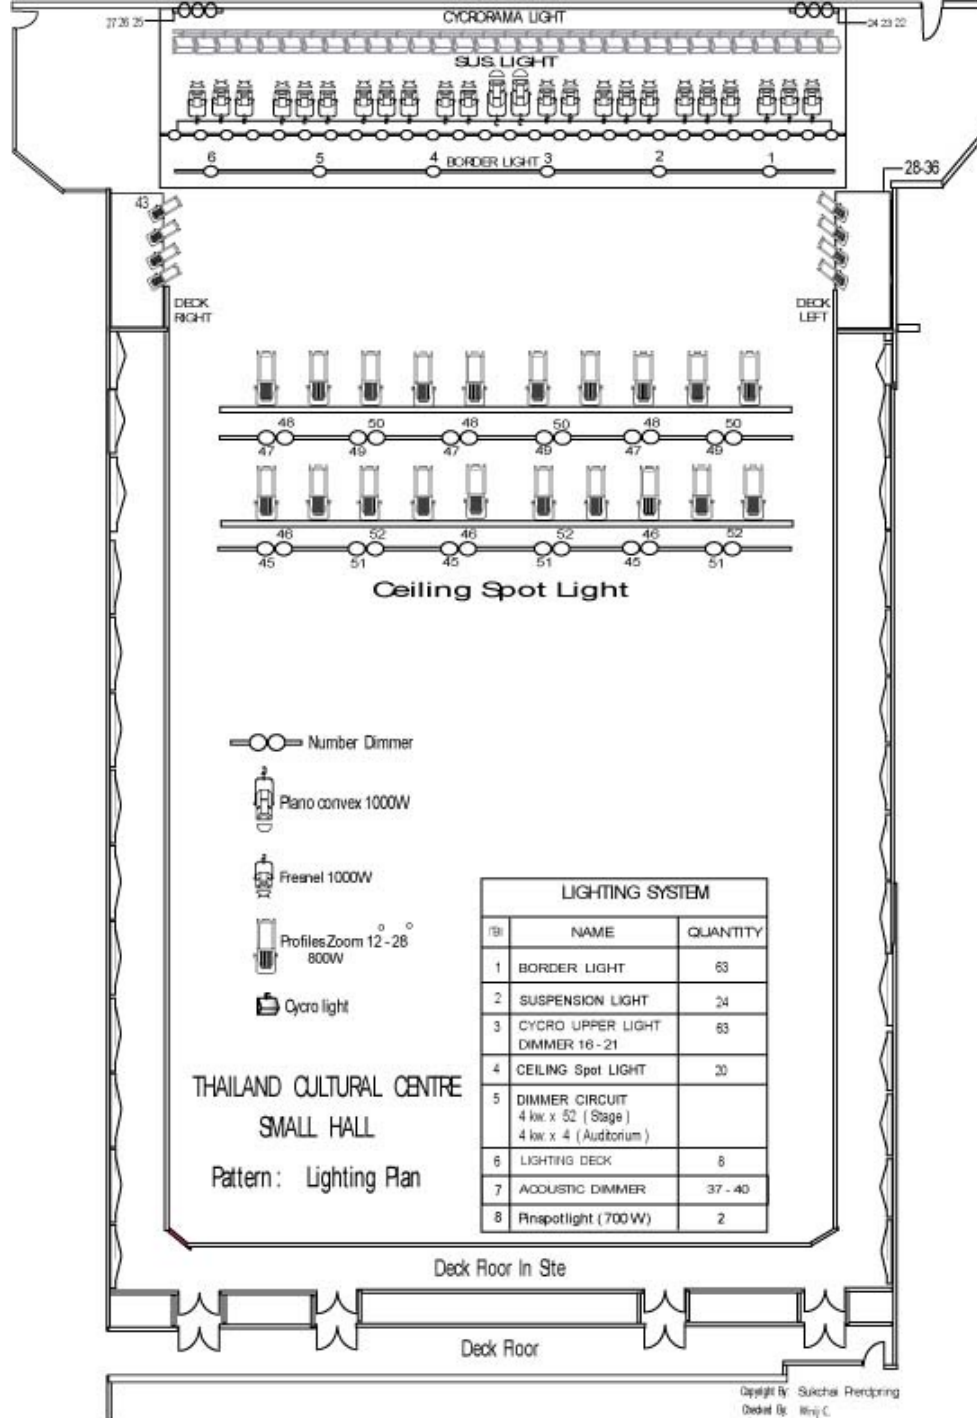 CYCRORAMA LIGHT
27 26 25
24 23 22
SUS. LIGHT
6 5 4 BORDER LIGHT 3 2 1
28-36
43
DECK
RIGHT
DECK
LEFT
48 50 48 50 48 50
47 49 47 49 47 49
46 52 46 52 46 52
45 51 45 51 45 51
Ceiling Spot Light
Number Dimmer
Plano convex 1000W
Fresnel 1000W
Profiles Zoom 12° - 28°
800W
Cycro light
THAILAND CULTURAL CENTRE
SMALL HALL
Pattern : Lighting Plan
LIGHTING SYSTEM
ITEM NAME QUANTITY
1 BORDER LIGHT 63
2 SUSPENSION LIGHT 24
3 CYCRO UPPER LIGHT 63
DIMMER 16 - 21
4 CEILING Spot LIGHT 20
5 DIMMER CIRCUIT
4 kw. x 52 ( Stage )
4 kw. x 4 ( Auditorium )
6 LIGHTING DECK 8
7 ACOUSTIC DIMMER 37 - 40
8 Pinspotlight ( 700 W ) 2
Deck Floor In Site
Deck Floor
Copyright By: Sukchai Prerdpring
Checked By: